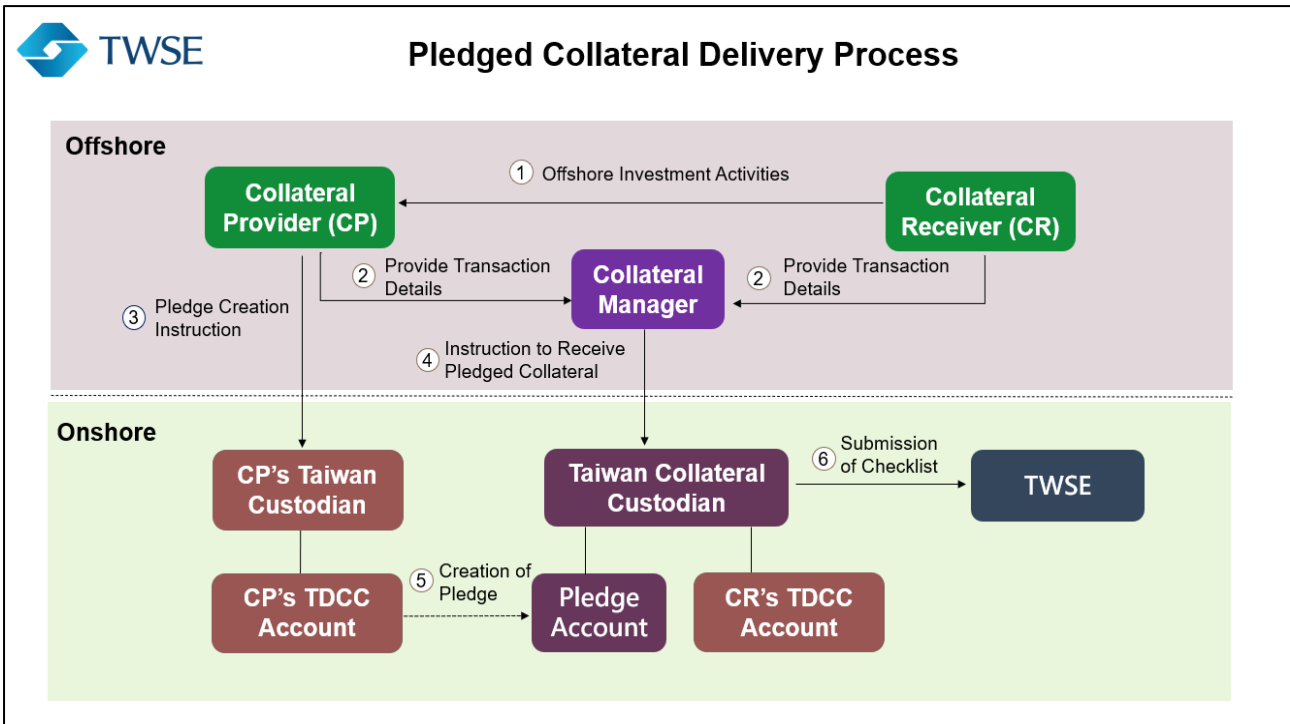 TWSE
Pledged Collateral Delivery Process
Offshore
1 Offshore Investment Activities
Collateral
Provider (CP)
Collateral
Receiver (CR)
2 Provide Transaction
Details
Collateral
Manager
2 Provide Transaction
Details
3 Pledge Creation
Instruction
4 Instruction to Receive
Pledged Collateral
Onshore
CP's Taiwan
Custodian
Taiwan Collateral
Custodian
6 Submission
of Checklist
TWSE
CP's TDCC
Account
5 Creation of
Pledge
Pledge
Account
CR's TDCC
Account